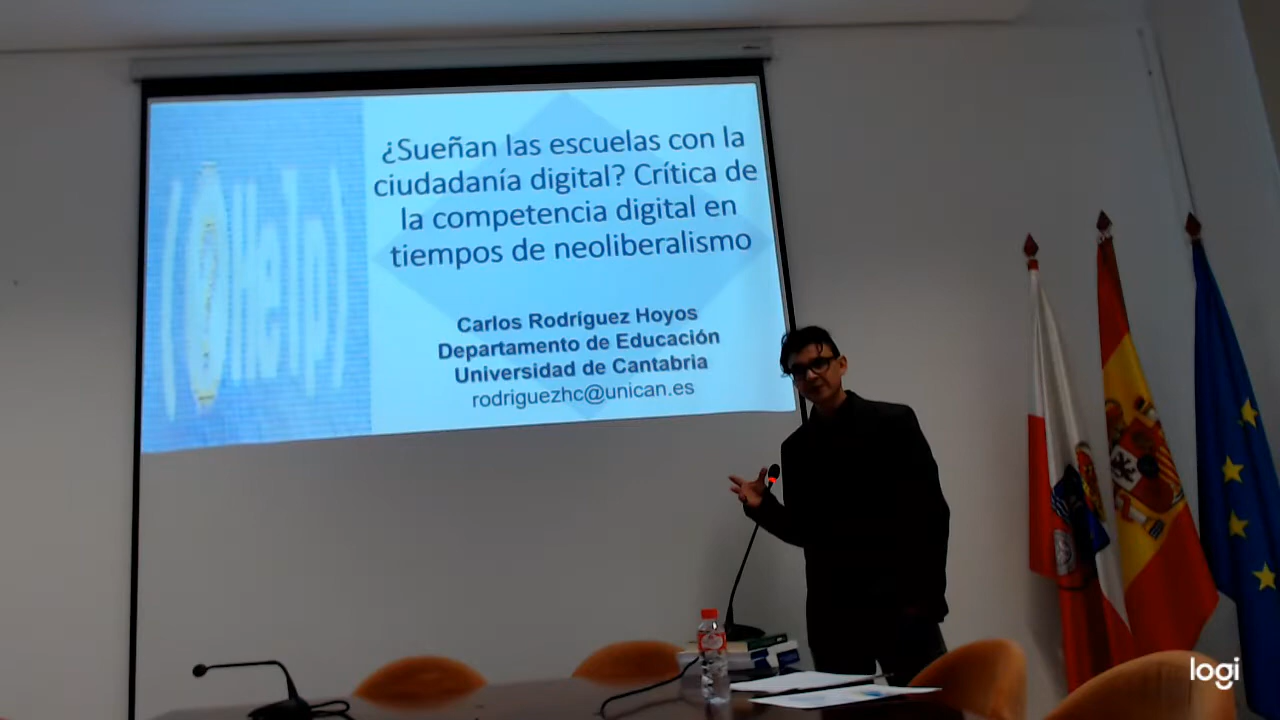 ¿Sueñan las escuelas con la
ciudadanía digital? Crítica de
la competencia digital en
tiempos de neoliberalismo
Carlos Rodríguez Hoyos
Departamento de Educación
Universidad de Cantabria
rodriguezhc@unican.es
(?HeTp)
logi